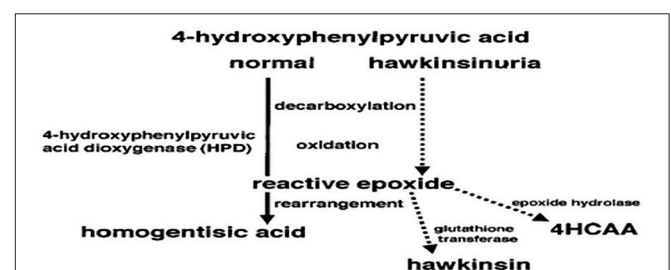 4-hydroxyphenylpyruvic acid
normal hawkinsinuria
decarboxylation
4-hydroxyphenylpyruvic
acid dioxygenase (HPD)
oxidation
reactive epoxide
rearrangement
epoxide hydrolase
homogentisic acid
glutathione
transferase
4HCAA
hawkinsin